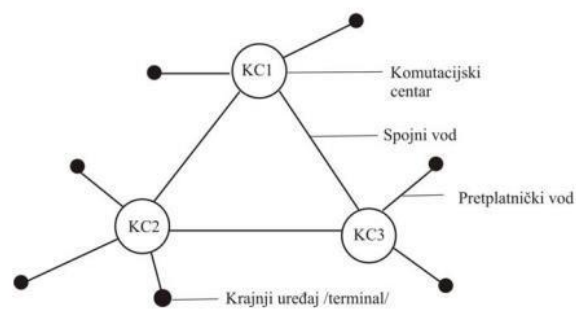 KC1
Komutacijski
centar
Spojni vod
Pretplatnički vod
KC2
KC3
Krajnji uređaj /terminal/